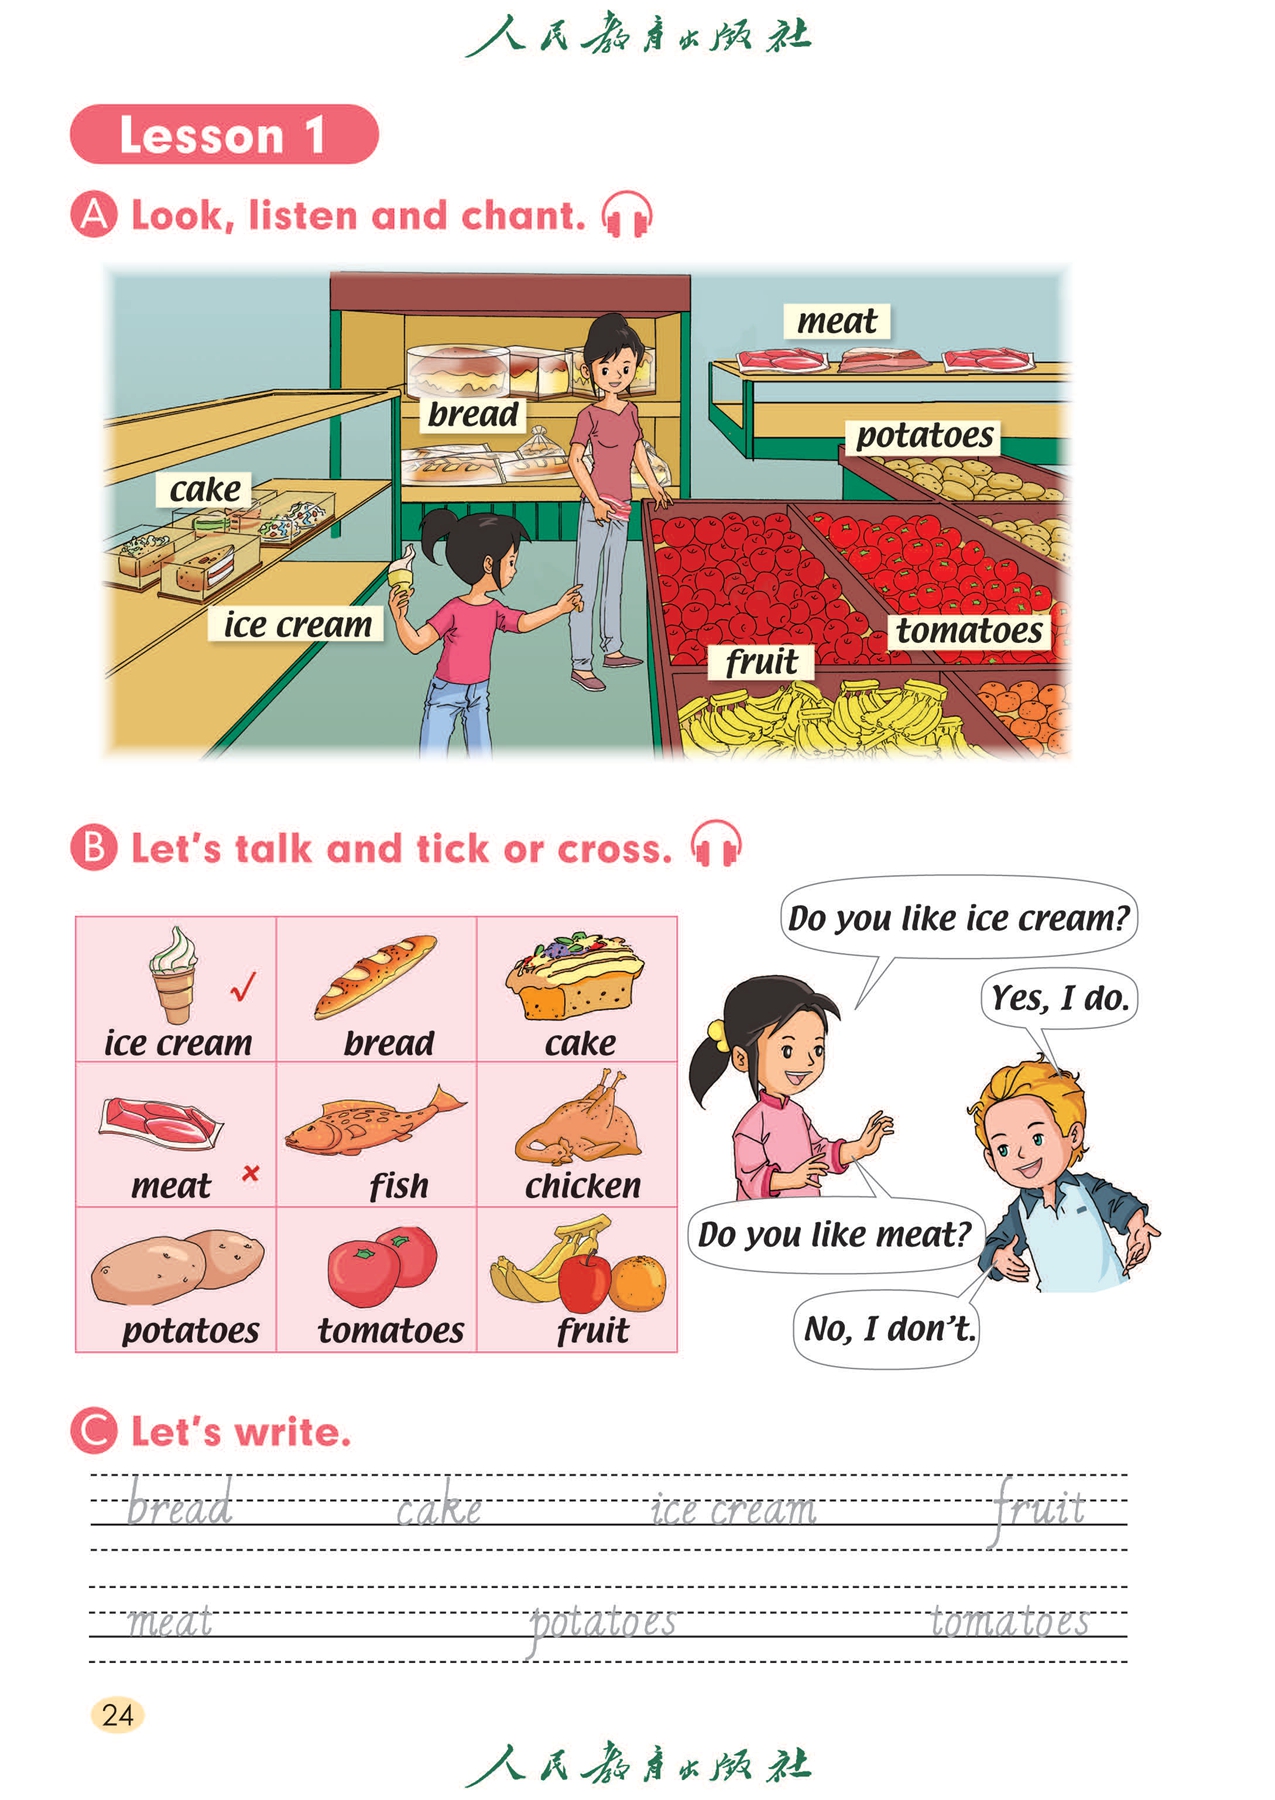 人民教育出版社
Lesson 1
A Look, listen and chant.
meat
bread
potatoes
cake
ice cream
tomatoes
fruit
B Let's talk and tick or cross.
Do you like ice cream?
Yes, I do.
ice cream ✓ bread cake
meat × fish chicken
potatoes tomatoes fruit
Do you like meat?
No, I don't.
C Let's write.
bread cake ice cream fruit
meat potatoes tomatoes
24
人民教育出版社